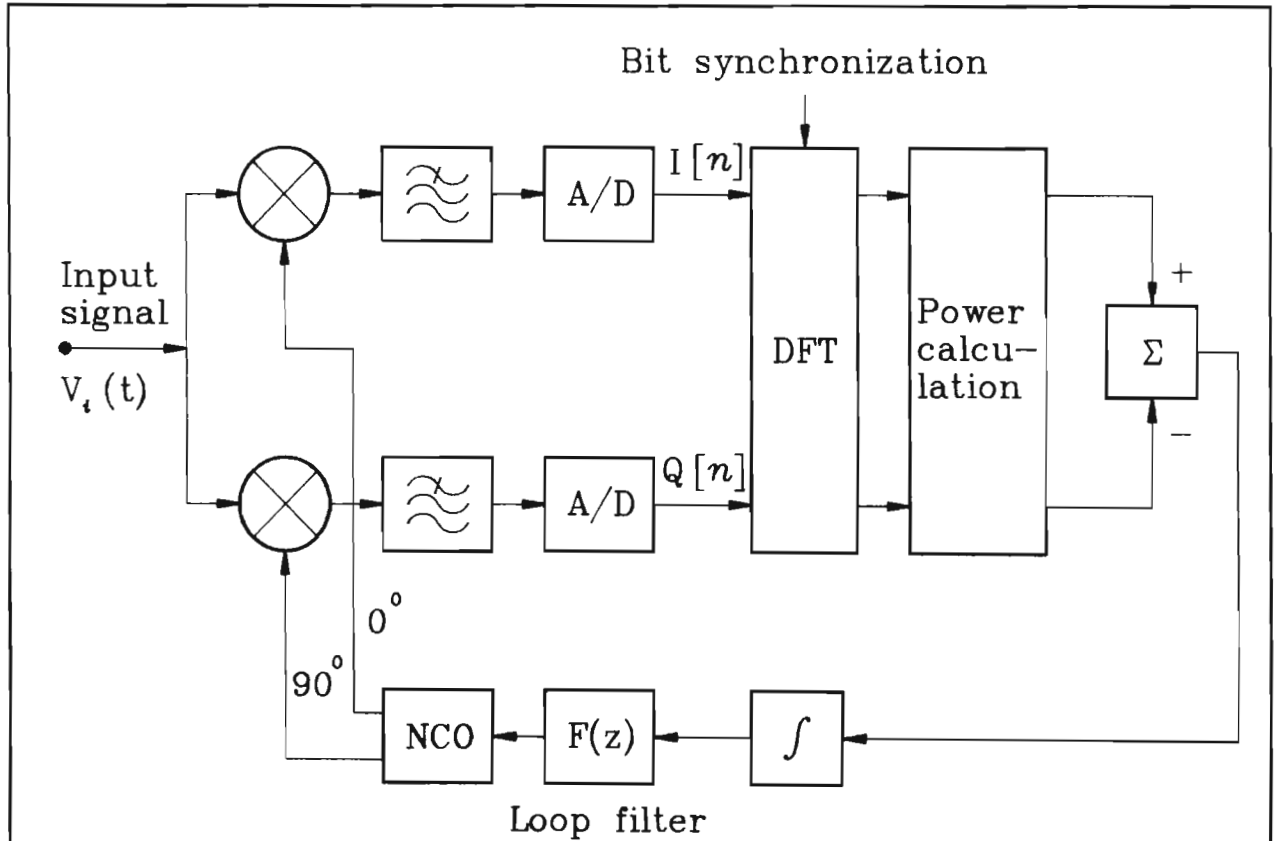 Bit synchronization
I[n]
A/D
Input
signal
V_i(t)
DFT
Power
calcu-
lation
+
Σ
−
Q[n]
A/D
0°
90°
NCO
F(z)
∫
Loop filter